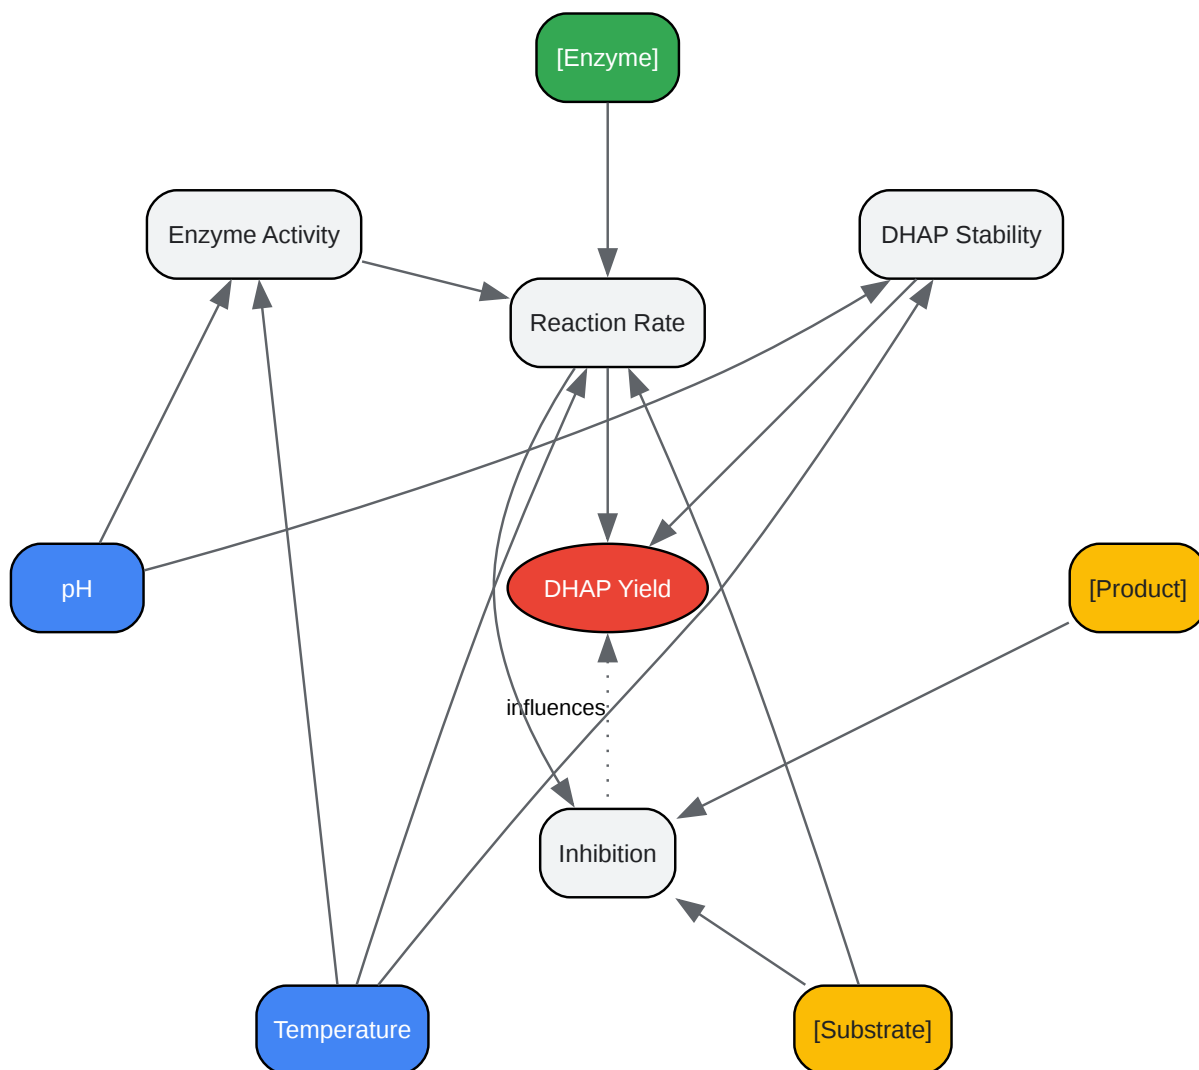 [Enzyme]
Enzyme Activity
DHAP Stability
Reaction Rate
pH
DHAP Yield
[Product]
influences
Inhibition
Temperature
[Substrate]